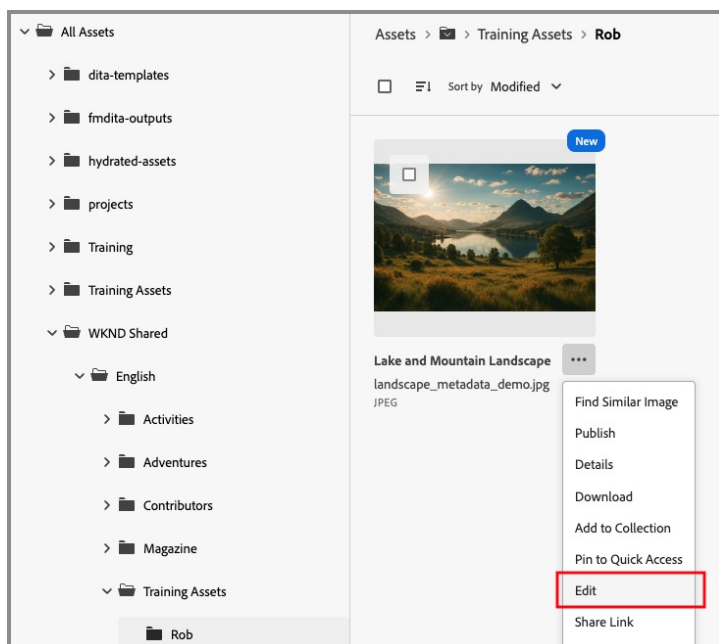 All Assets
dita-templates
fmdita-outputs
hydrated-assets
projects
Training
Training Assets
WKND Shared
English
Activities
Adventures
Contributors
Magazine
Training Assets
Rob
Assets > > Training Assets > Rob
Sort by Modified
New
Lake and Mountain Landscape
landscape_metadata_demo.jpg
JPEG
Find Similar Image
Publish
Details
Download
Add to Collection
Pin to Quick Access
Edit
Share Link